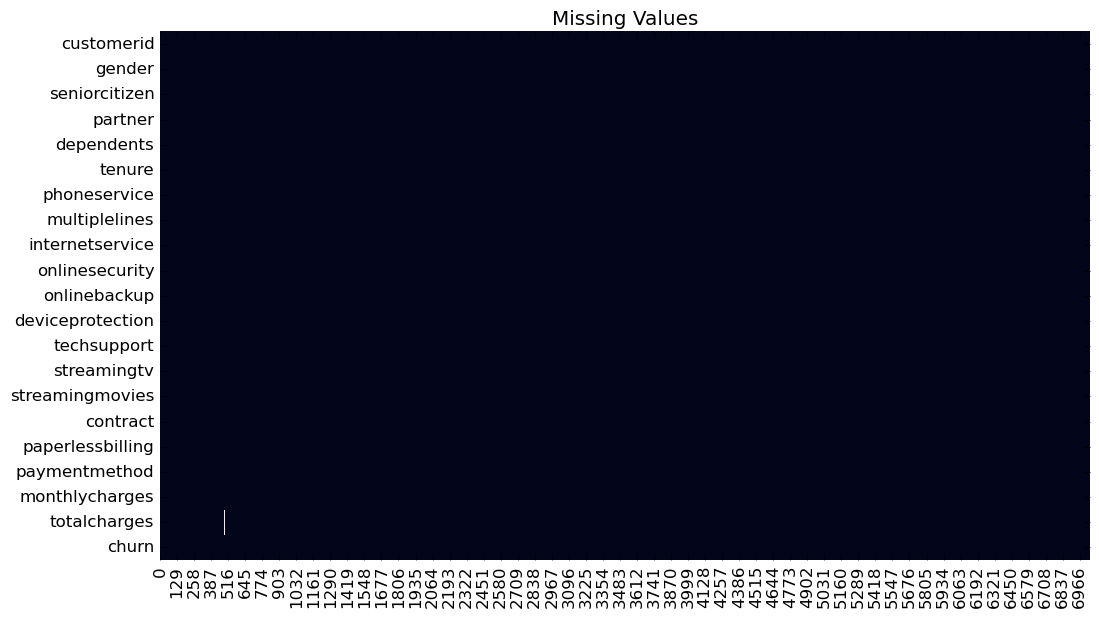 Missing Values
customerid
gender
seniorcitizen
partner
dependents
tenure
phoneservice
multiplelines
internetservice
onlinesecurity
onlinebackup
deviceprotection
techsupport
streamingtv
streamingmovies
contract
paperlessbilling
paymentmethod
monthlycharges
totalcharges
churn
0 129 258 387 516 645 774 903 1032 1161 1290 1419 1548 1677 1806 1935 2064 2193 2322 2451 2580 2709 2838 2967 3096 3225 3354 3483 3612 3741 3870 3999 4128 4257 4386 4515 4644 4773 4902 5031 5160 5289 5418 5547 5676 5805 5934 6063 6192 6321 6450 6579 6708 6837 6966